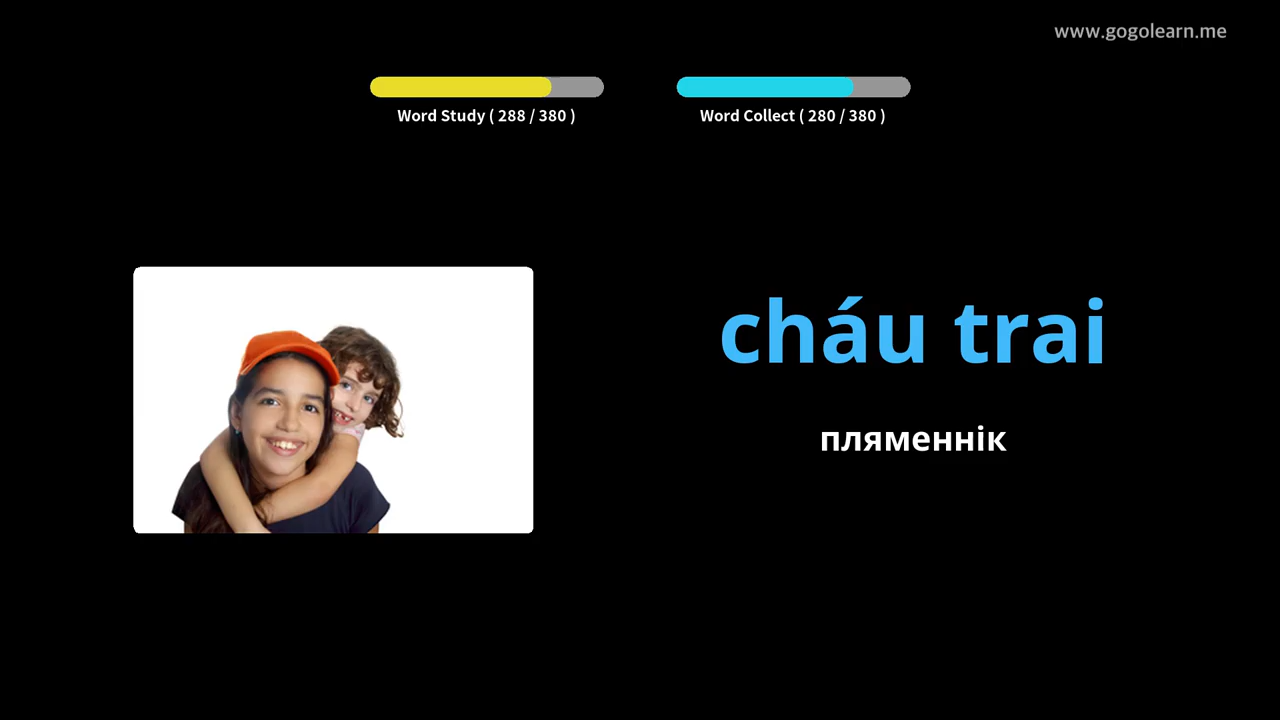 www.gogolearn.me
Word Study ( 288 / 380 )
Word Collect ( 280 / 380 )
cháu trai
пляменнік